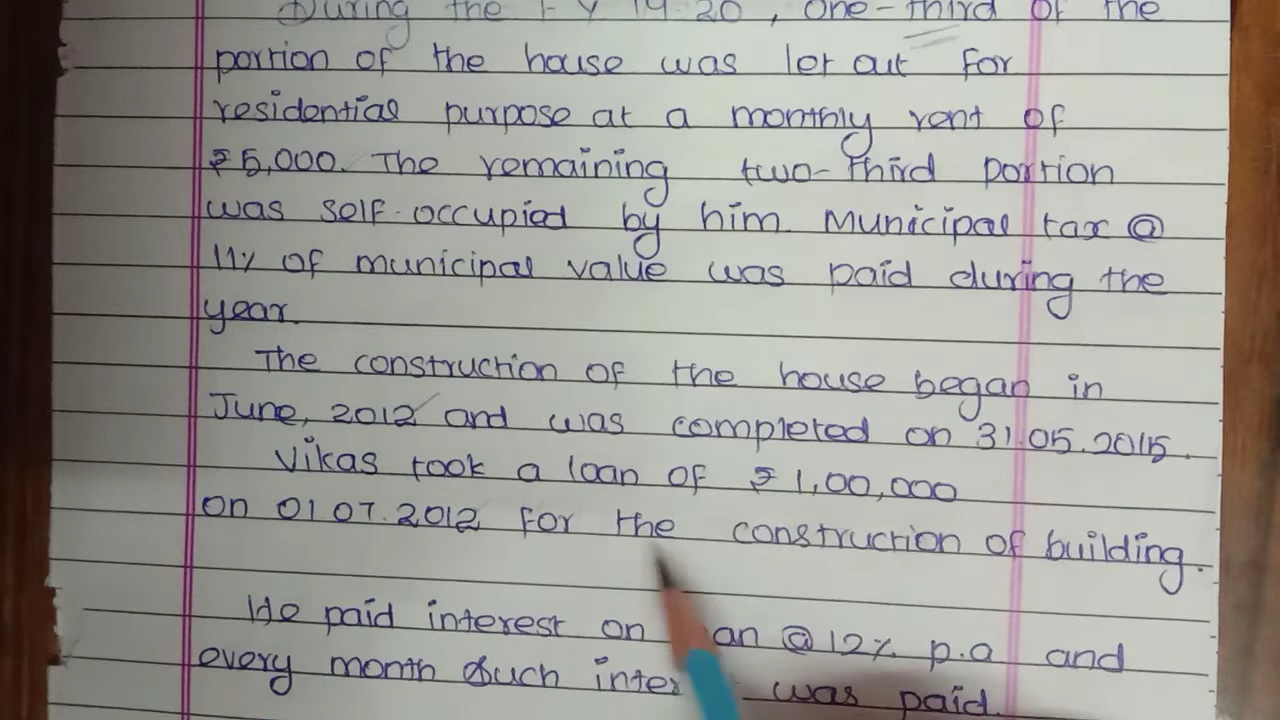 During the F Y 19-20, one-third of the
portion of the house was let out for
residential purpose at a monthly rent of
₹5,000. The remaining two-third portion
was self-occupied by him. Municipal tax @
11% of municipal value was paid during the
year.
The construction of the house began in
June, 2012 and was completed on 31.05.2015.
Vikas took a loan of ₹1,00,000
on 01.07.2012 for the construction of building.
He paid interest on an @ 12% p.a and
every month such inter was paid.